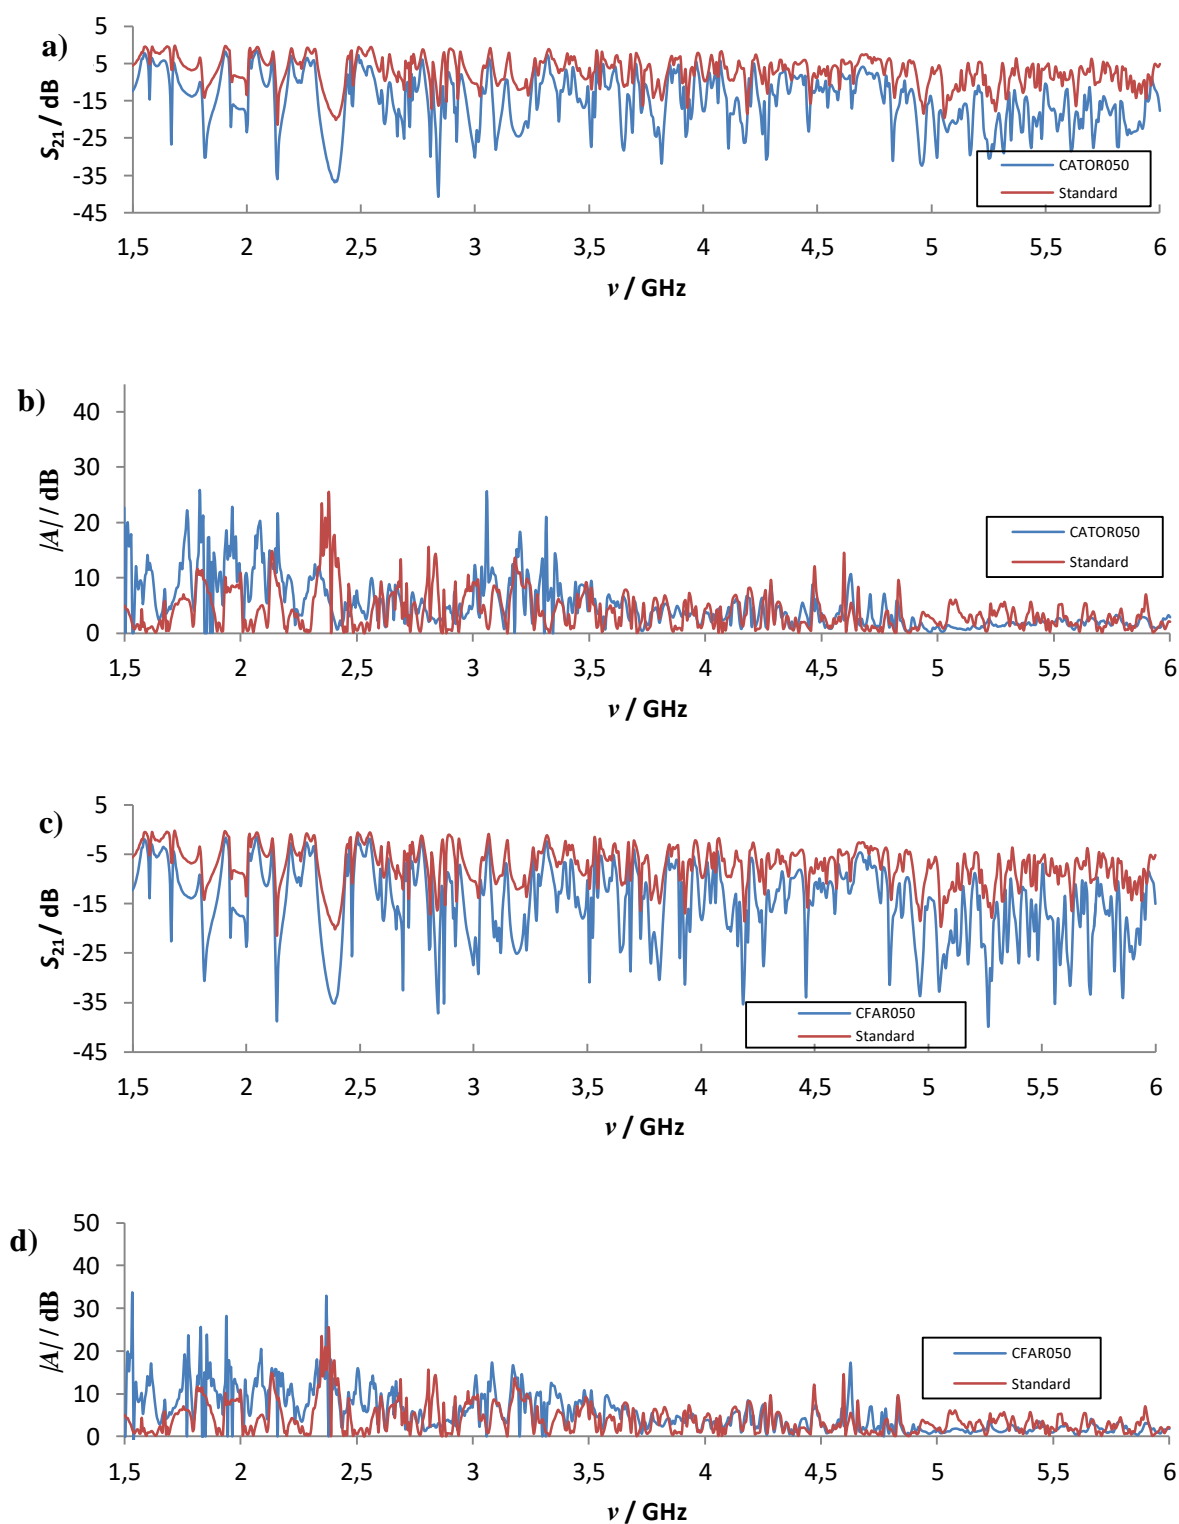 a)
S21 / dB
5
5
-15
-25
-35
-45
CATOR050
Standard
1,5 2 2,5 3 3,5 4 4,5 5 5,5 6
ν / GHz
b)
|A| / dB
40
30
20
10
0
CATOR050
Standard
1,5 2 2,5 3 3,5 4 4,5 5 5,5 6
ν / GHz
c)
S21 / dB
5
-5
-15
-25
-35
-45
CFAR050
Standard
1,5 2 2,5 3 3,5 4 4,5 5 5,5 6
ν / GHz
d)
|A| / dB
50
40
30
20
10
0
CFAR050
Standard
1,5 2 2,5 3 3,5 4 4,5 5 5,5 6
ν / GHz